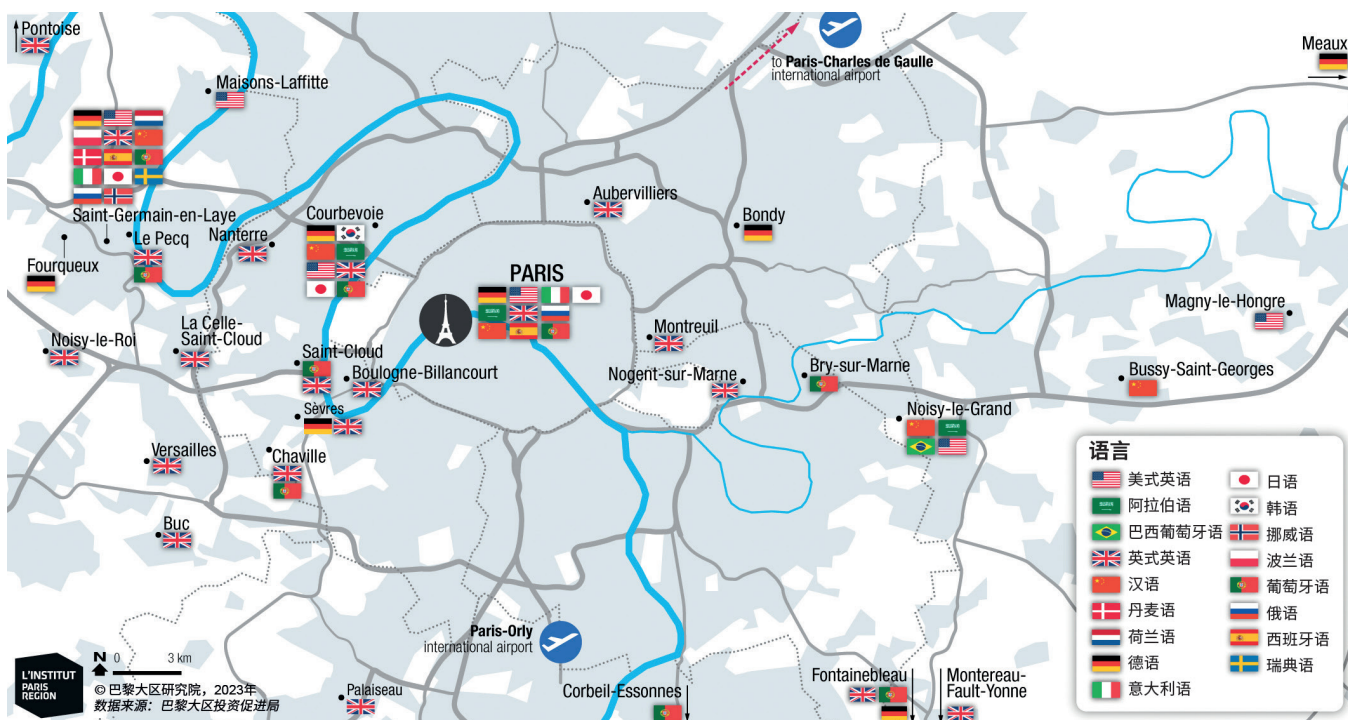 Pontoise
Maisons-Laffitte
to Paris-Charles de Gaulle
international airport
Meaux
Saint-Germain-en-Laye
Le Pecq
Nanterre
Courbevoie
Aubervilliers
Bondy
Fourqueux
PARIS
Magny-le-Hongre
Noisy-le-Roi
La Celle-
Saint-Cloud
Saint-Cloud
Boulogne-Billancourt
Montreuil
Nogent-sur-Marne
Bry-sur-Marne
Bussy-Saint-Georges
Sèvres
Noisy-le-Grand
Versailles
Chaville
Buc
Paris-Orly
international airport
Palaiseau
Corbeil-Essonnes
Fontainebleau
Montereau-
Fault-Yonne
语言
美式英语
阿拉伯语
巴西葡萄牙语
英式英语
汉语
丹麦语
荷兰语
德语
意大利语
日语
韩语
挪威语
波兰语
葡萄牙语
俄语
西班牙语
瑞典语
L'INSTITUT
PARIS
REGION
N 0 3 km
© 巴黎大区研究院，2023年
数据来源：巴黎大区投资促进局